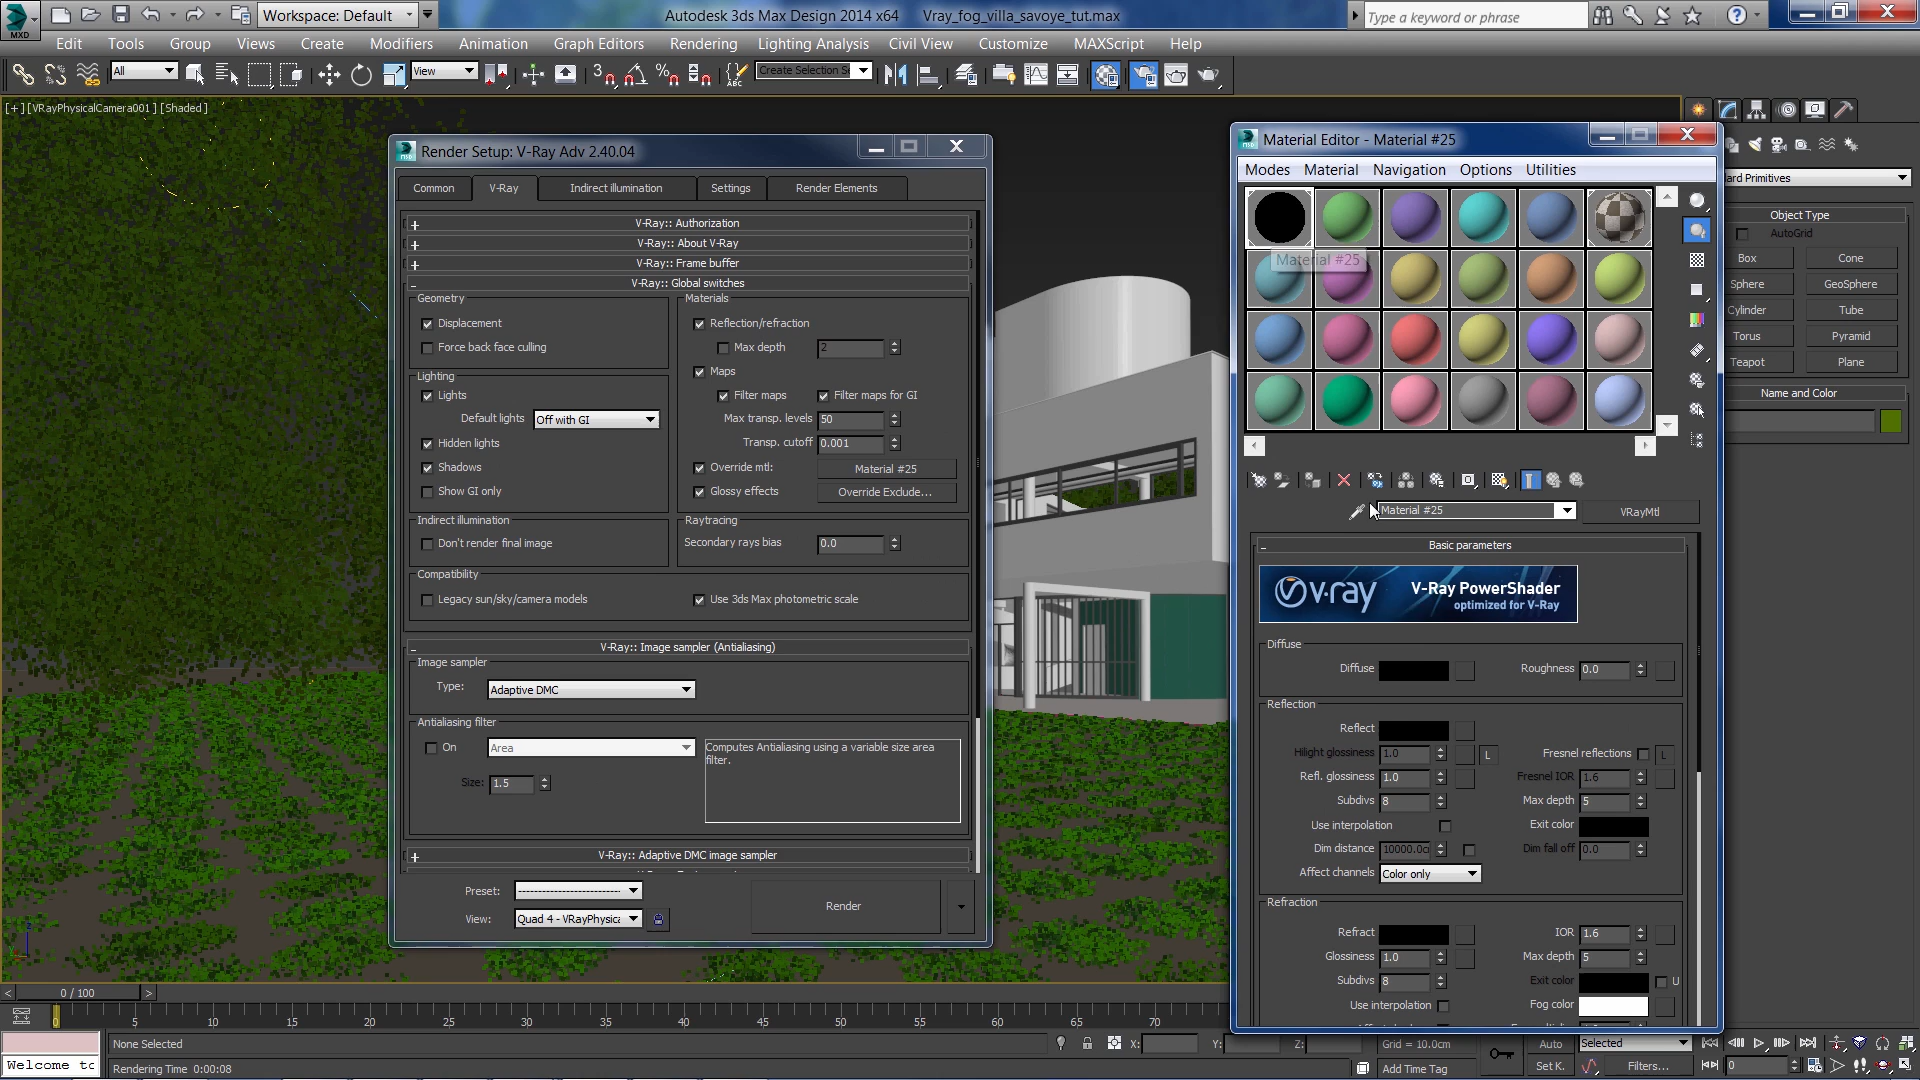 MXD
Workspace: Default
Autodesk 3ds Max Design 2014 x64 Vray_fog_villa_savoye_tut.max
Type a keyword or phrase
Edit Tools Group Views Create Modifiers Animation Graph Editors Rendering Lighting Analysis Civil View Customize MAXScript Help
All
View
3
ABC
Create Selection Se
[+] [VRayPhysicalCamera001] [Shaded]
Render Setup: V-Ray Adv 2.40.04
Common V-Ray Indirect illumination Settings Render Elements
+ V-Ray:: Authorization
+ V-Ray:: About V-Ray
+ V-Ray:: Frame buffer
- V-Ray:: Global switches
Geometry
Displacement
Force back face culling
Lighting
Lights
Default lights Off with GI
Hidden lights
Shadows
Show GI only
Indirect illumination
Don't render final image
Compatibility
Legacy sun/sky/camera models
Materials
Reflection/refraction
Max depth 2
Maps
Filter maps Filter maps for GI
Max transp. levels 50
Transp. cutoff 0.001
Override mtl: Material #25
Glossy effects Override Exclude...
Raytracing
Secondary rays bias 0.0
Use 3ds Max photometric scale
- V-Ray:: Image sampler (Antialiasing)
Image sampler
Type: Adaptive DMC
Antialiasing filter
On Area
Size: 1.5
Computes Antialiasing using a variable size area
filter.
+ V-Ray:: Adaptive DMC image sampler
Preset: --------------------
View: Quad 4 - VRayPhysica
Render
Material Editor - Material #25
Modes Material Navigation Options Utilities
Material #25
Material #25 VRayMtl
- Basic parameters
v·ray V-Ray PowerShader
optimized for V-Ray
Diffuse
Diffuse Roughness 0.0
Reflection
Reflect
Hilight glossiness 1.0 L Fresnel reflections L
Refl. glossiness 1.0 Fresnel IOR 1.6
Subdivs 8 Max depth 5
Use interpolation Exit color
Dim distance 10000.0c Dim fall off 0.0
Affect channels Color only
Refraction
Refract IOR 1.6
Glossiness 1.0 Max depth 5
Subdivs 8 Exit color U
Use interpolation Fog color
dard Primitives
Object Type
AutoGrid
Box Cone
Sphere GeoSphere
Cylinder Tube
Torus Pyramid
Teapot Plane
Name and Color
< 0 / 100 >
0 5 10 15 20 25 30 35 40 45 50 55 60 65 70
Welcome tc
None Selected
Rendering Time 0:00:08
X: Y: Z: Grid = 10.0cm
Add Time Tag
Auto Selected
Set K. Filters...
0